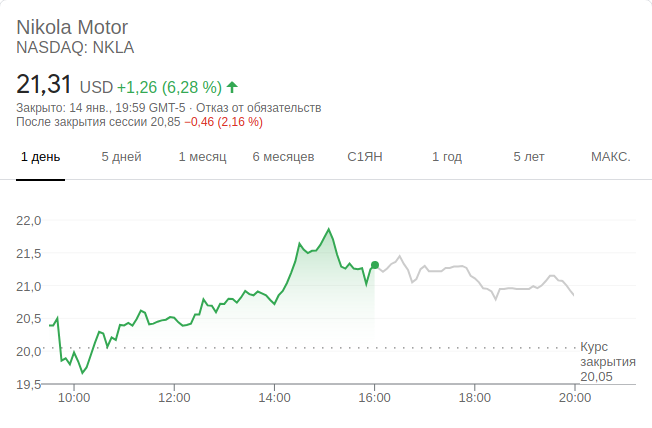 Nikola Motor
NASDAQ: NKLA
21,31 USD +1,26 (6,28 %)
Закрыто: 14 янв., 19:59 GMT-5 · Отказ от обязательств
После закрытия сессии 20,85 −0,46 (2,16 %)
1 день 5 дней 1 месяц 6 месяцев С1ЯН 1 год 5 лет МАКС.
22,0
21,5
21,0
20,5
20,0
19,5
Курс
закрытия
20,05
10:00 12:00 14:00 16:00 18:00 20:00